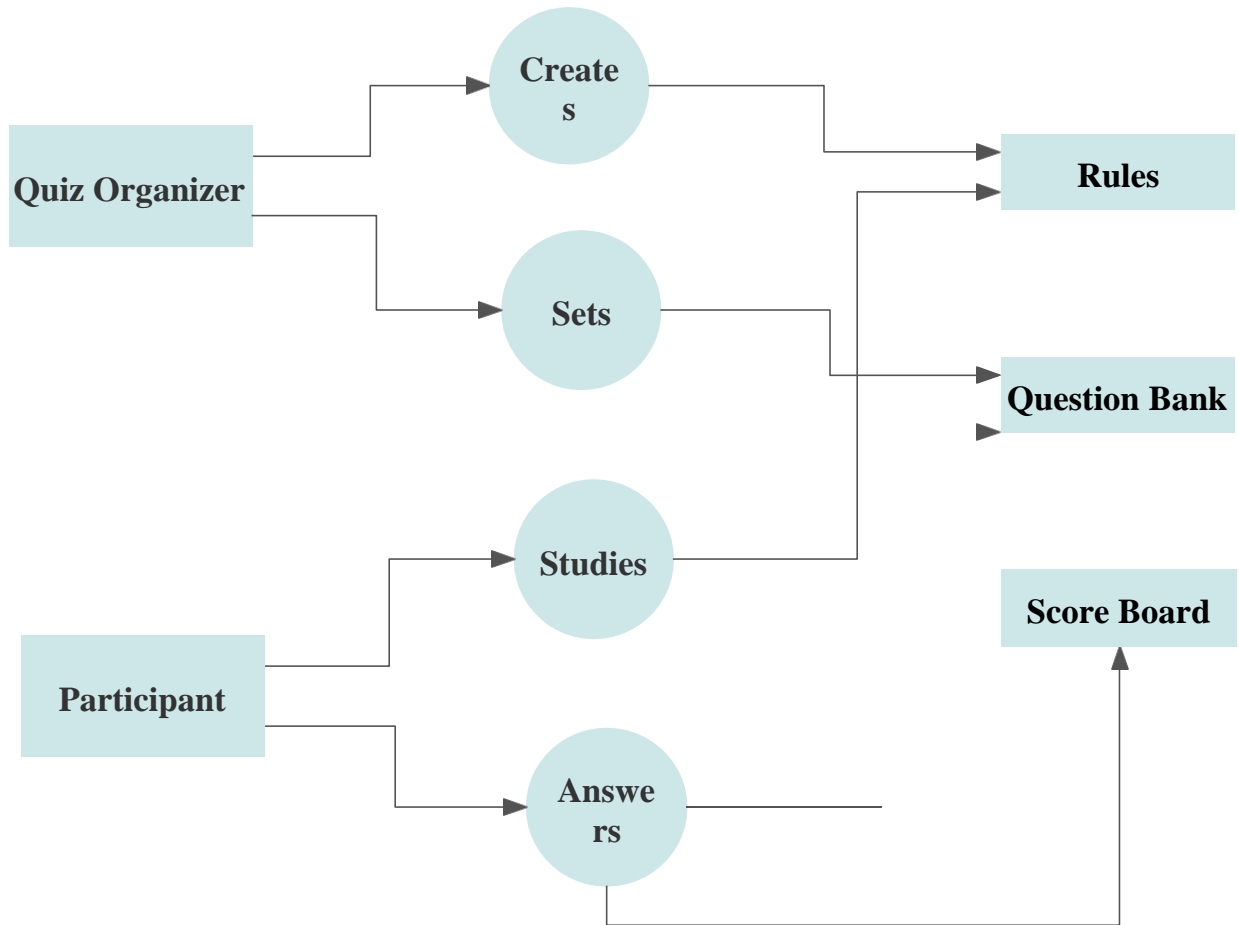 Create
s
Quiz Organizer
Rules
Sets
Question Bank
Studies
Score Board
Participant
Answe
rs